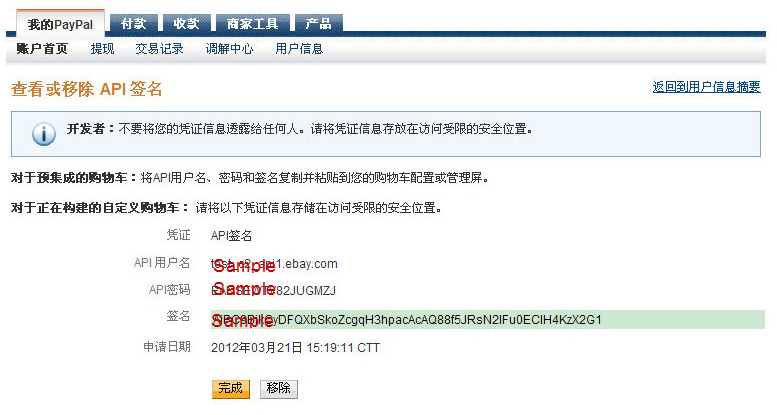 我的PayPal 付款 收款 商家工具 产品
账户首页 提现 交易记录 调解中心 用户信息
查看或移除 API 签名 返回到用户信息摘要
开发者：不要将您的凭证信息透露给任何人。请将凭证信息存放在访问受限的安全位置。
对于预集成的购物车：将API用户名、密码和签名复制并粘贴到您的购物车配置或管理屏。
对于正在构建的自定义购物车： 请将以下凭证信息存储在访问受限的安全位置。
凭证 API签名
API 用户名 Sample .ebay.com
API密码 Sample 82JUGMZJ
签名 Sample
申请日期 2012年03月21日 15:19:11 CTT
完成 移除